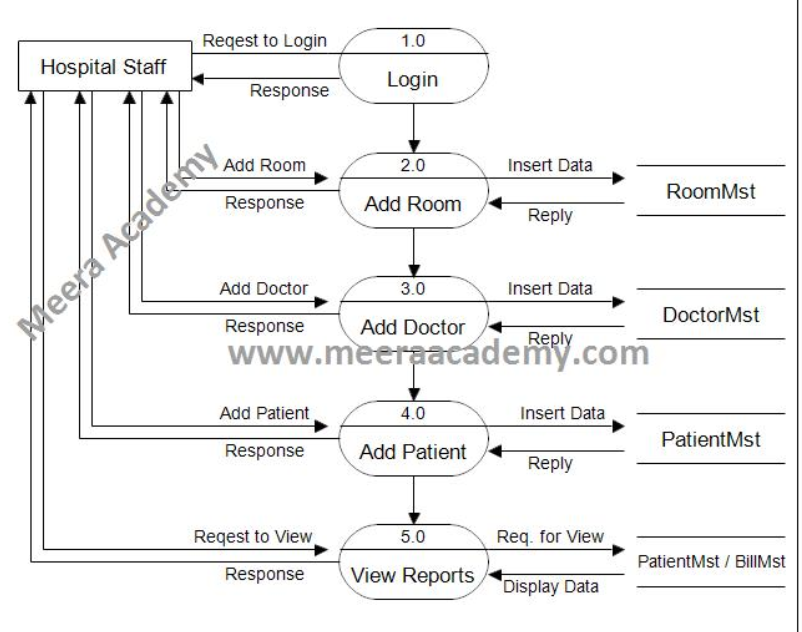 Reqest to Login
1.0
Hospital Staff
Login
Response
Add Room
2.0
Insert Data
Response
Add Room
Reply
RoomMst
Meera Academy
Add Doctor
3.0
Insert Data
Response
Add Doctor
Reply
DoctorMst
www.meeraacademy.com
Add Patient
4.0
Insert Data
Response
Add Patient
Reply
PatientMst
Reqest to View
5.0
Req. for View
Response
View Reports
Display Data
PatientMst / BillMst